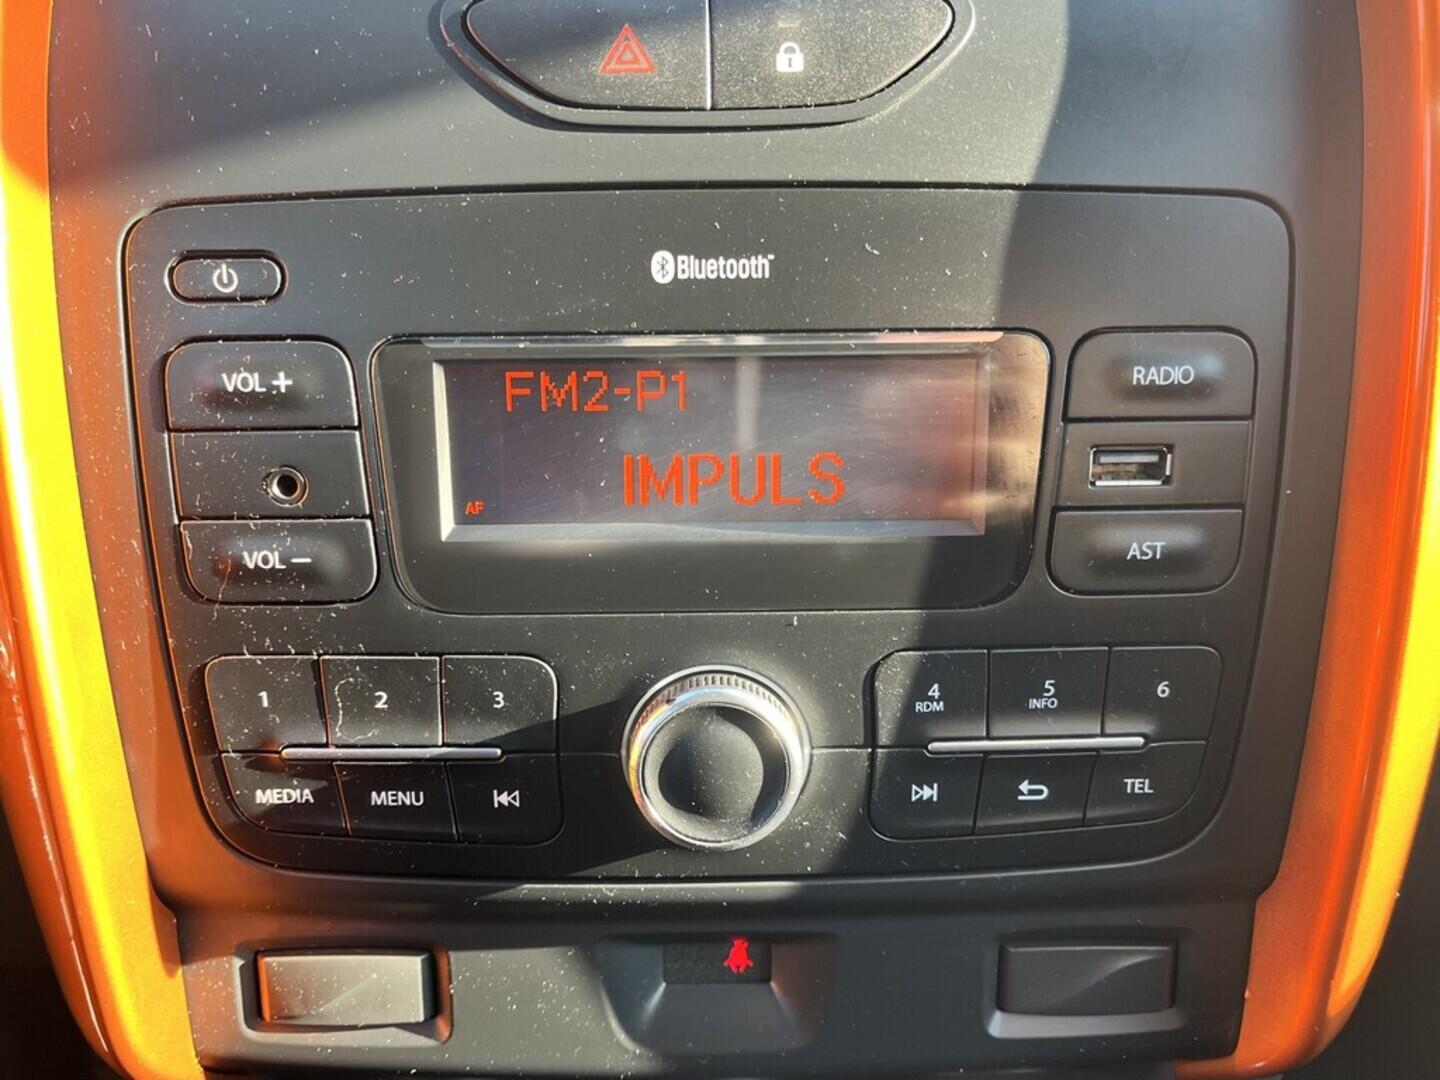 Bluetooth™
VOL +
FM2-P1
RADIO
IMPULS
AF
VOL −
AST
1
2
3
4
RDM
5
INFO
6
MEDIA
MENU
TEL